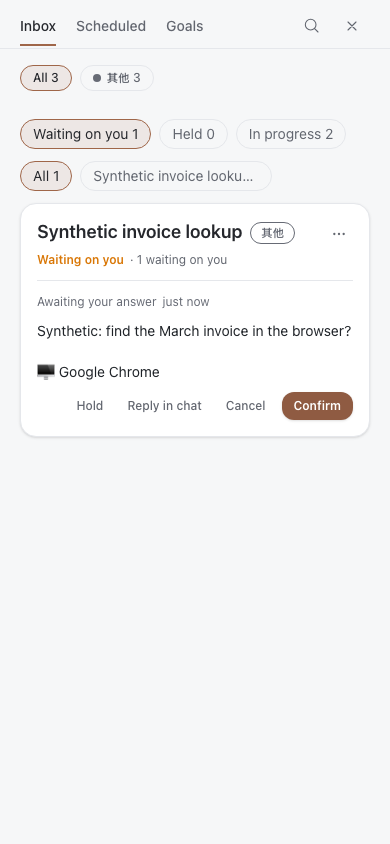 Inbox Scheduled Goals
All 3 其他 3
Waiting on you 1 Held 0 In progress 2
All 1 Synthetic invoice looku...
Synthetic invoice lookup 其他 ...
Waiting on you · 1 waiting on you
Awaiting your answer just now
Synthetic: find the March invoice in the browser?
Google Chrome
Hold Reply in chat Cancel Confirm